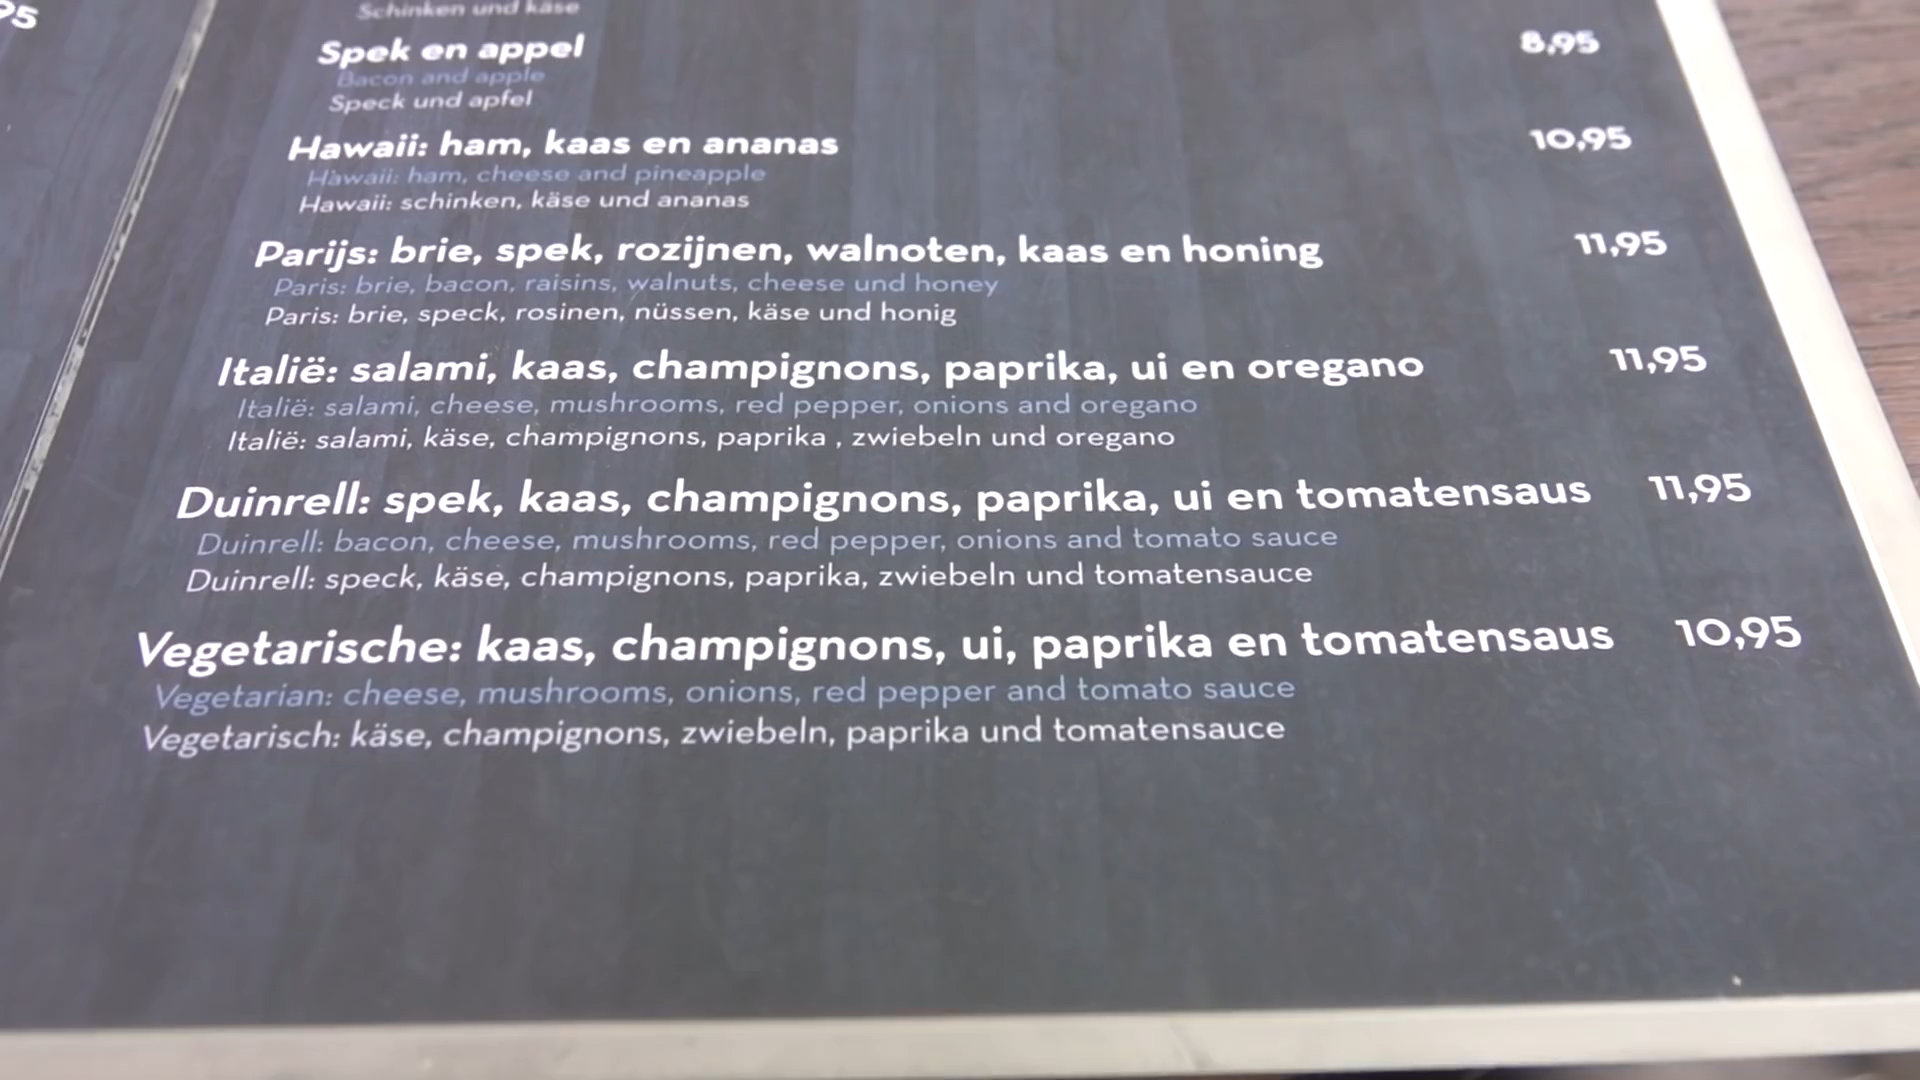 95
Schinken und käse
Spek en appel 8,95
Bacon and apple
Speck und apfel
Hawaii: ham, kaas en ananas 10,95
Hawaii: ham, cheese and pineapple
Hawaii: schinken, käse und ananas
Parijs: brie, spek, rozijnen, walnoten, kaas en honing 11,95
Paris: brie, bacon, raisins, walnuts, cheese und honey
Paris: brie, speck, rosinen, nüssen, käse und honig
Italië: salami, kaas, champignons, paprika, ui en oregano 11,95
Italië: salami, cheese, mushrooms, red pepper, onions and oregano
Italië: salami, käse, champignons, paprika , zwiebeln und oregano
Duinrell: spek, kaas, champignons, paprika, ui en tomatensaus 11,95
Duinrell: bacon, cheese, mushrooms, red pepper, onions and tomato sauce
Duinrell: speck, käse, champignons, paprika, zwiebeln und tomatensauce
Vegetarische: kaas, champignons, ui, paprika en tomatensaus 10,95
Vegetarian: cheese, mushrooms, onions, red pepper and tomato sauce
Vegetarisch: käse, champignons, zwiebeln, paprika und tomatensauce